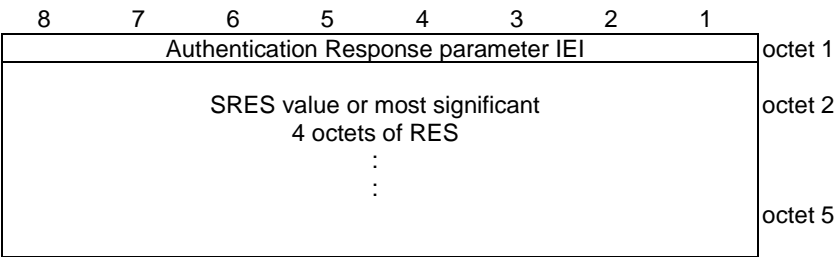 8 7 6 5 4 3 2 1
Authentication Response parameter IEI octet 1
SRES value or most significant octet 2
4 octets of RES
:
:
octet 5